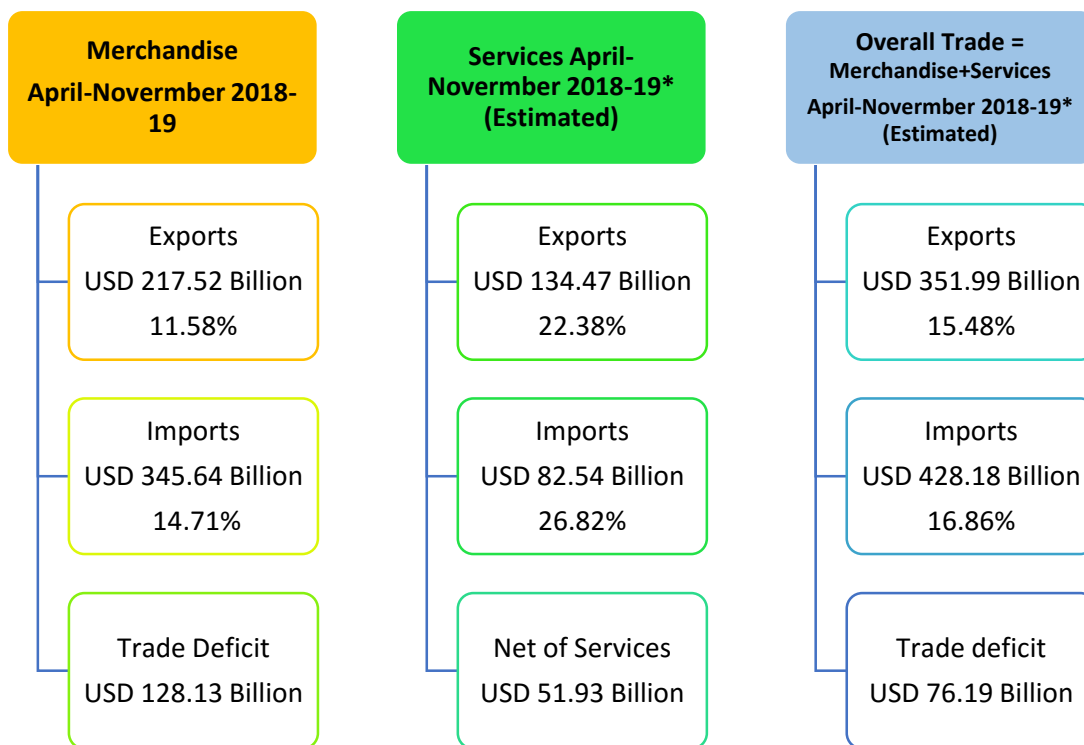 Merchandise
April-Novermber 2018-
19
Exports
USD 217.52 Billion
11.58%
Imports
USD 345.64 Billion
14.71%
Trade Deficit
USD 128.13 Billion
Services April-
Novermber 2018-19*
(Estimated)
Exports
USD 134.47 Billion
22.38%
Imports
USD 82.54 Billion
26.82%
Net of Services
USD 51.93 Billion
Overall Trade =
Merchandise+Services
April-Novermber 2018-19*
(Estimated)
Exports
USD 351.99 Billion
15.48%
Imports
USD 428.18 Billion
16.86%
Trade deficit
USD 76.19 Billion